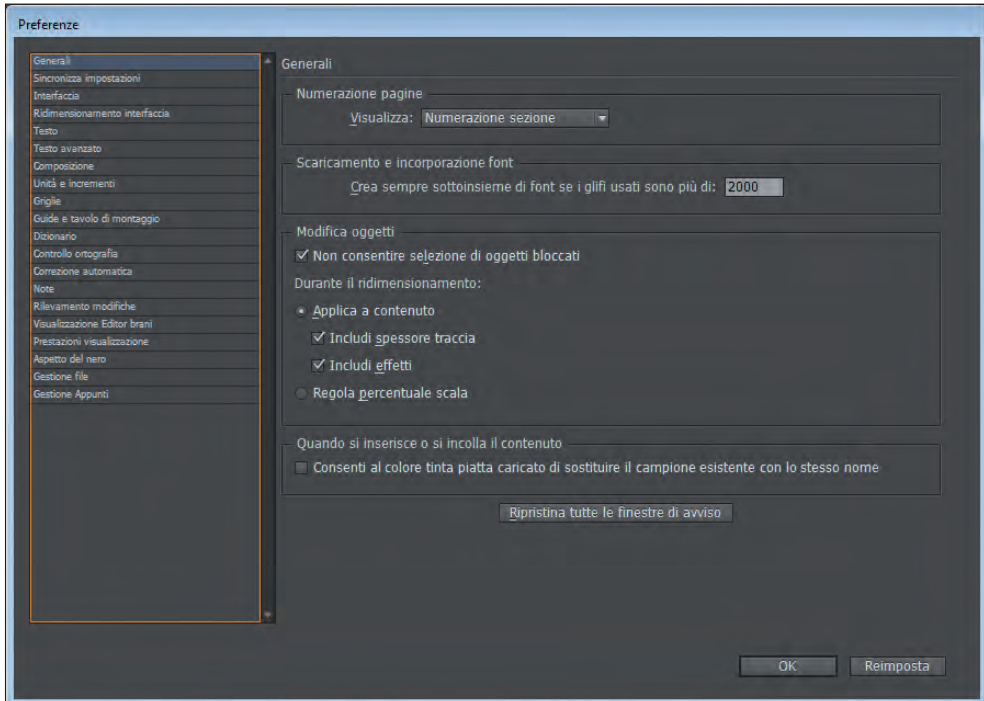 Preferenze
Generali
Sincronizza impostazioni
Interfaccia
Ridimensionamento interfaccia
Testo
Testo avanzato
Composizione
Unità e incrementi
Griglie
Guide e tavolo di montaggio
Dizionario
Controllo ortografia
Correzione automatica
Note
Rilevamento modifiche
Visualizzazione Editor brani
Prestazioni visualizzazione
Aspetto del nero
Gestione file
Gestione Appunti
Generali
Numerazione pagine
Visualizza: Numerazione sezione
Scaricamento e incorporazione font
Crea sempre sottoinsieme di font se i glifi usati sono più di: 2000
Modifica oggetti
Non consentire selezione di oggetti bloccati
Durante il ridimensionamento:
Applica a contenuto
Includi spessore traccia
Includi effetti
Regola percentuale scala
Quando si inserisce o si incolla il contenuto
Consenti al colore tinta piatta caricato di sostituire il campione esistente con lo stesso nome
Ripristina tutte le finestre di avviso
OK Reimposta